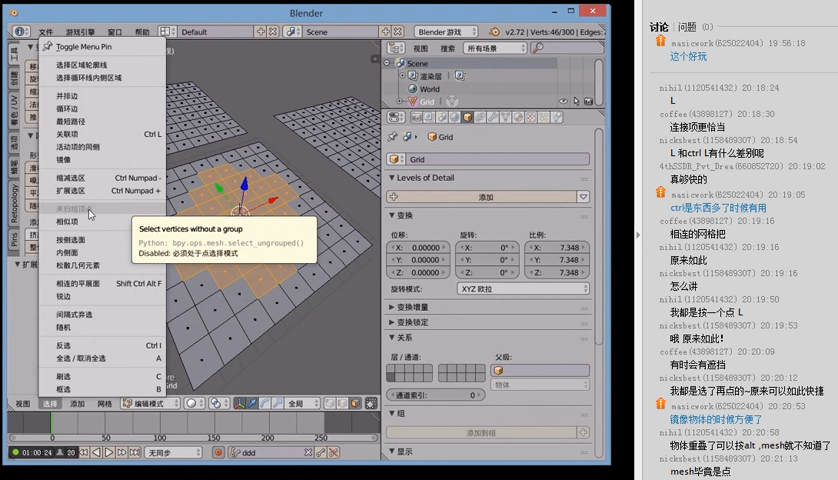 Blender
文件
游戏引擎
窗口
帮助
Default
Scene
Blender 游戏
v2.72 | Verts:46/300 | Edges:
Toggle Menu Pin
选择区域轮廓线
选择循环线内侧区域
并排边
循环边
最短路径
关联项 Ctrl L
活动项的同侧
镜像
缩减选区 Ctrl Numpad -
扩展选区 Ctrl Numpad +
未归组顶点
相似项
按侧选面
内侧面
松散几何元素
相连的平展面 Shift Ctrl Alt F
锐边
间隔式弃选
随机
反选 Ctrl I
全选 / 取消全选 A
刷选 C
框选 B
Select vertices without a group
Python: bpy.ops.mesh.select_ungrouped()
Disabled: 必须处于点选择模式
视图
选择
添加
网格
编辑模式
全局
0
50
100
150
200
250
01:00:24
20
无同步
ddd
视图
搜索
所有场景
Scene
渲染层
World
Grid
Grid
Grid
Levels of Detail
添加
变换
位移:
旋转:
比例:
X: 0.00000
X: 0°
X: 7.348
Y: 0.00000
Y: 0°
Y: 7.348
Z: 0.00000
Z: 0°
Z: 7.348
旋转模式:
XYZ 欧拉
变换增量
变换锁定
关系
层 / 通道:
父级:
物体
通道索引: 0
组
添加到组
显示
讨论 | 问题 (0)
masicwork(625022404) 19:56:18
这个好玩
nihil(1120541432) 20:18:24
L
coffee(43898127) 20:18:30
连接项更恰当
nicksbest(1158489307) 20:18:54
L 和ctrl L有什么差别呢
4thSSDR_Pvt_Drea(660852720) 20:19:02
真够快的
masicwork(625022404) 20:19:05
ctrl是东西多了时候有用
coffee(43898127) 20:19:16
相连的网格把
nihil(1120541432) 20:19:16
原来如此
nicksbest(1158489307) 20:19:16
怎么讲
nihil(1120541432) 20:19:50
我都是按一个点 L
nicksbest(1158489307) 20:19:53
哦 原来如此!
coffee(43898127) 20:20:09
有时会有遮挡
nicksbest(1158489307) 20:20:12
我都是选了再点的~原来可以如此快捷
masicwork(625022404) 20:20:53
镜像物体的时候方便了
nihil(1120541432) 20:20:58
物体重叠了可以按alt ,mesh就不知道了
nicksbest(1158489307) 20:21:13
mesh毕竟是点